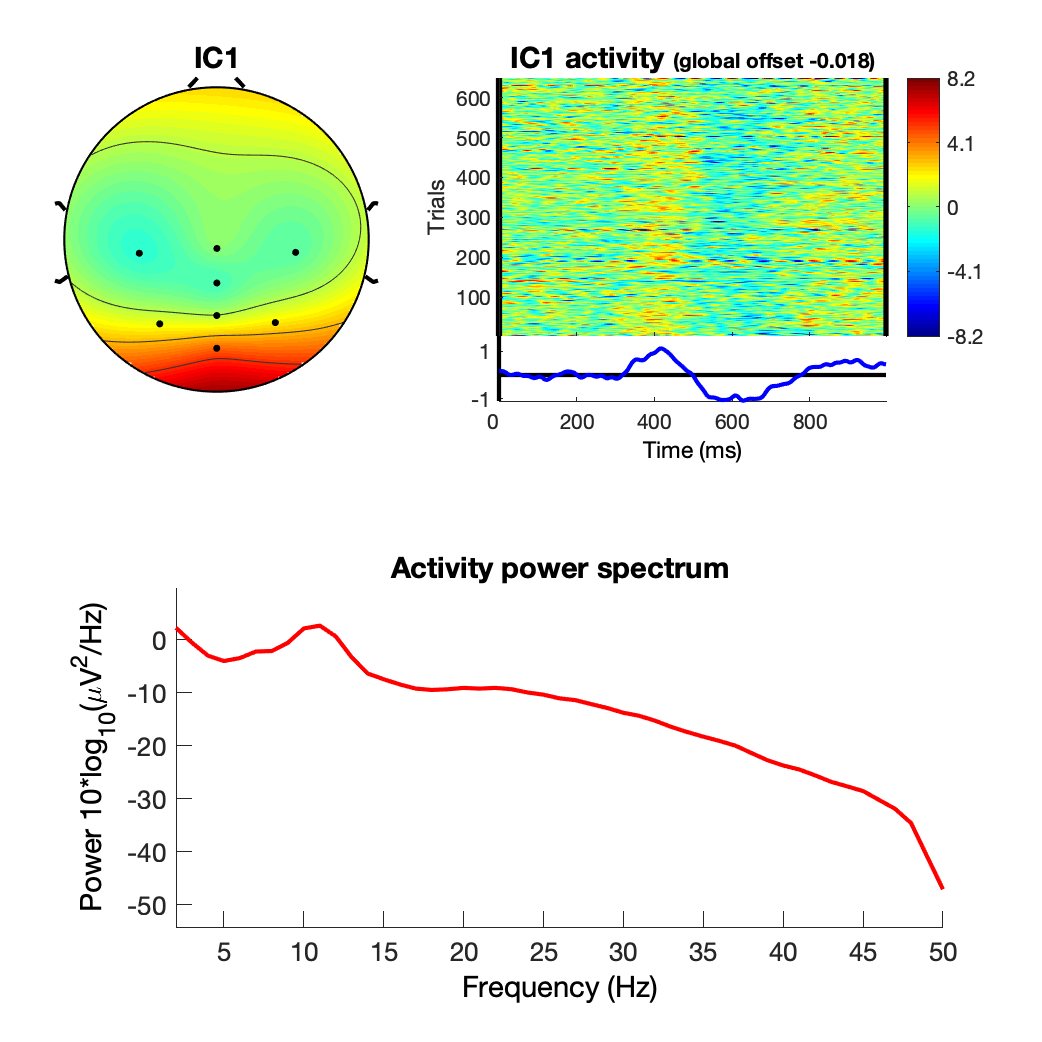 IC1
IC1 activity (global offset -0.018)
Trials
600
500
400
300
200
100
8.2
4.1
0
-4.1
-8.2
1
-1
0 200 400 600 800
Time (ms)
Activity power spectrum
Power 10*log₁₀(μV²/Hz)
0
-10
-20
-30
-40
-50
5 10 15 20 25 30 35 40 45 50
Frequency (Hz)